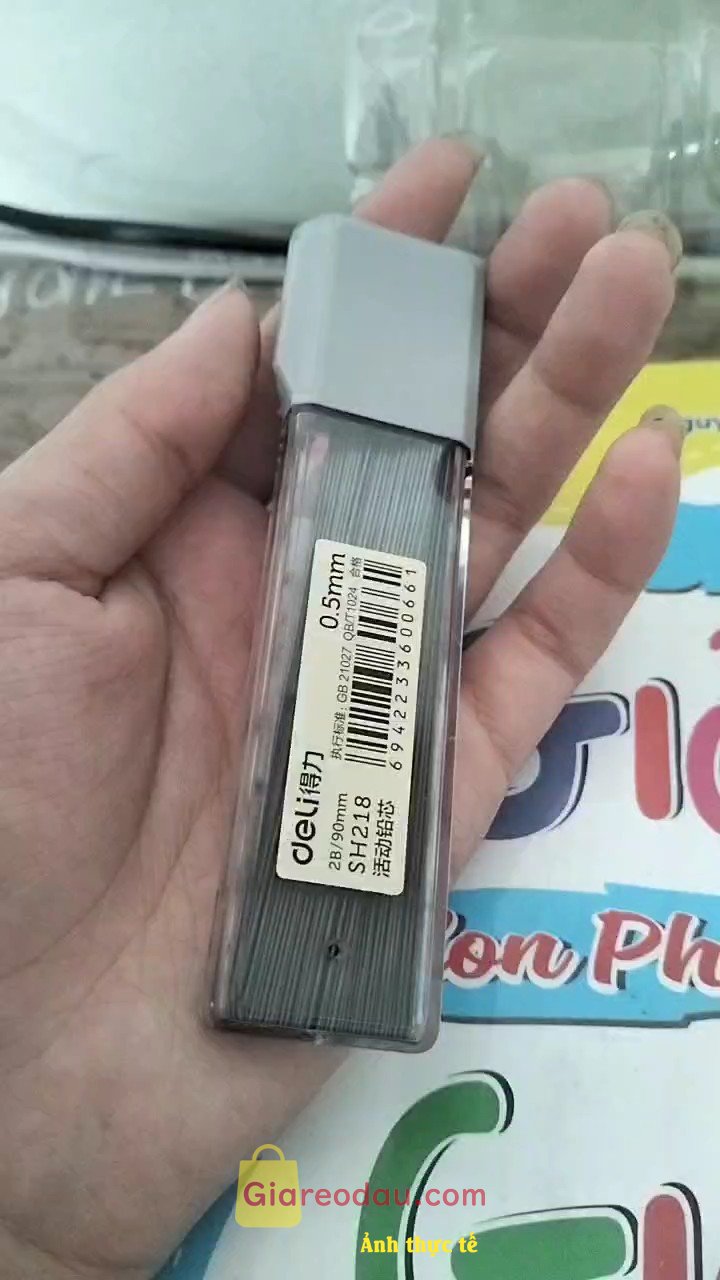 deli得力
0.5mm
2B/90mm
执行标准：GB 21027 QB/T1024 合格
SH218
活动铅芯
6942233600661
Giareodau.com
Ảnh thực tế